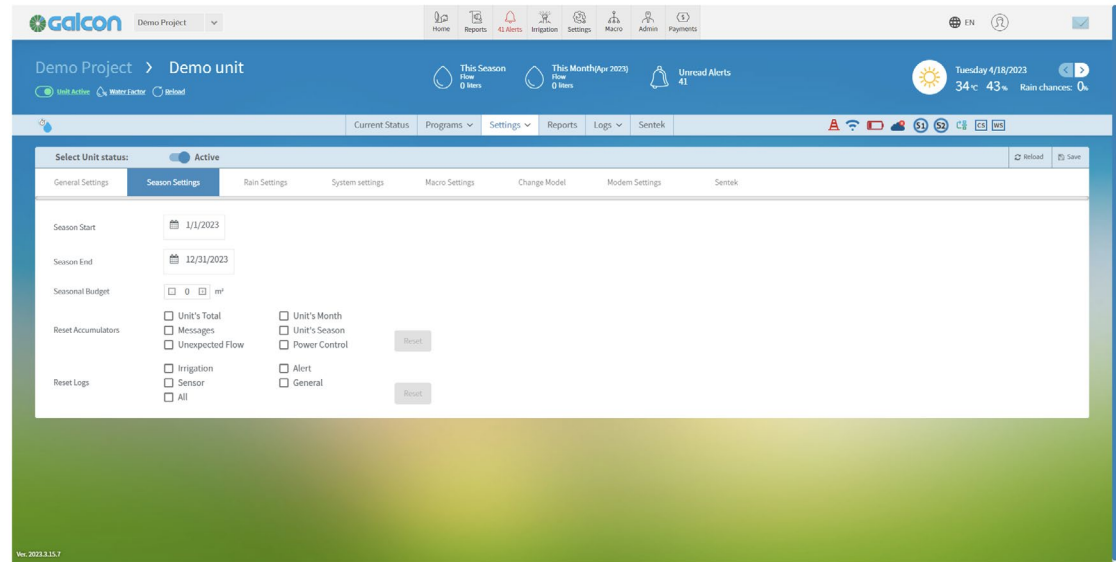 Galcon
Demo Project
Home Reports 41 Alerts Irrigation Settings Macro Admin Payments
EN
Demo Project > Demo unit
Unit Active Water Factor Reload
This Season
Flow
0 liters
This Month(Apr 2023)
Flow
0 liters
Unread Alerts
41
Tuesday 4/18/2023
34°C 43% Rain chances: 0%
Current Status Programs Settings Reports Logs Sentek
S1 S2 CS WS
Select Unit status: Active
Reload Save
General Settings Season Settings Rain Settings System settings Macro Settings Change Model Modem Settings Sentek
Season Start 1/1/2023
Season End 12/31/2023
Seasonal Budget 0 m³
Reset Accumulators
Unit's Total Unit's Month
Messages Unit's Season
Unexpected Flow Power Control
Reset
Reset Logs
Irrigation Alert
Sensor General
All
Reset
Ver. 2023.3.15.7